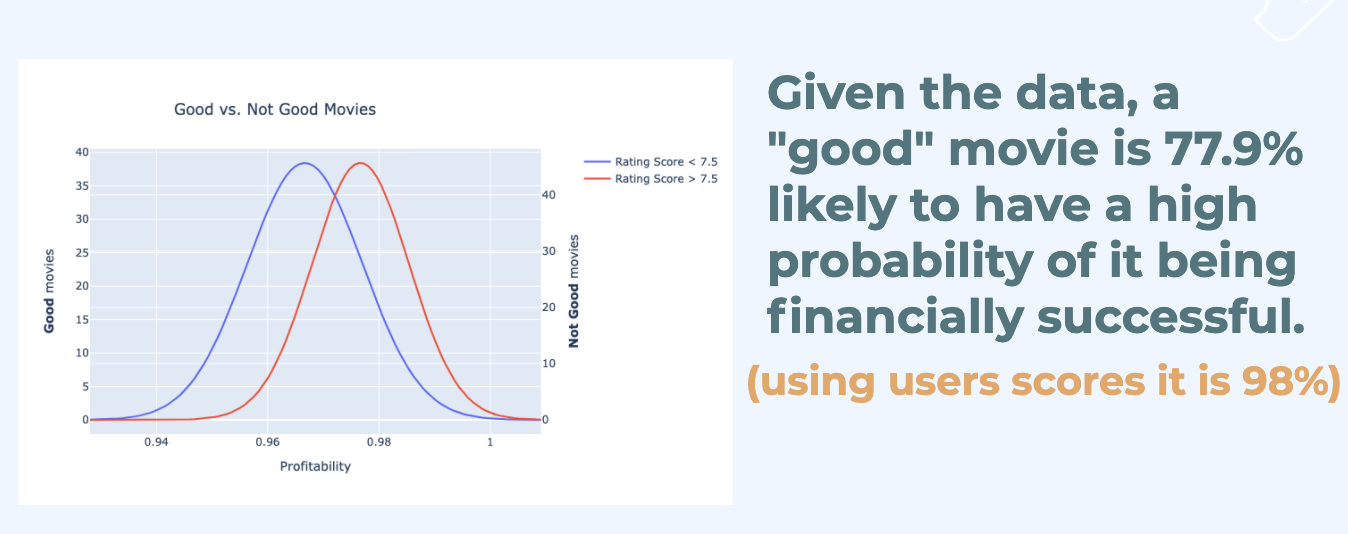 Good vs. Not Good Movies
40
35
30
25
20
15
10
5
0
Good movies
0.94
0.96
0.98
1
Profitability
40
30
20
10
0
Not Good movies
Rating Score < 7.5
Rating Score > 7.5
Given the data, a
"good" movie is 77.9%
likely to have a high
probability of it being
financially successful.
(using users scores it is 98%)